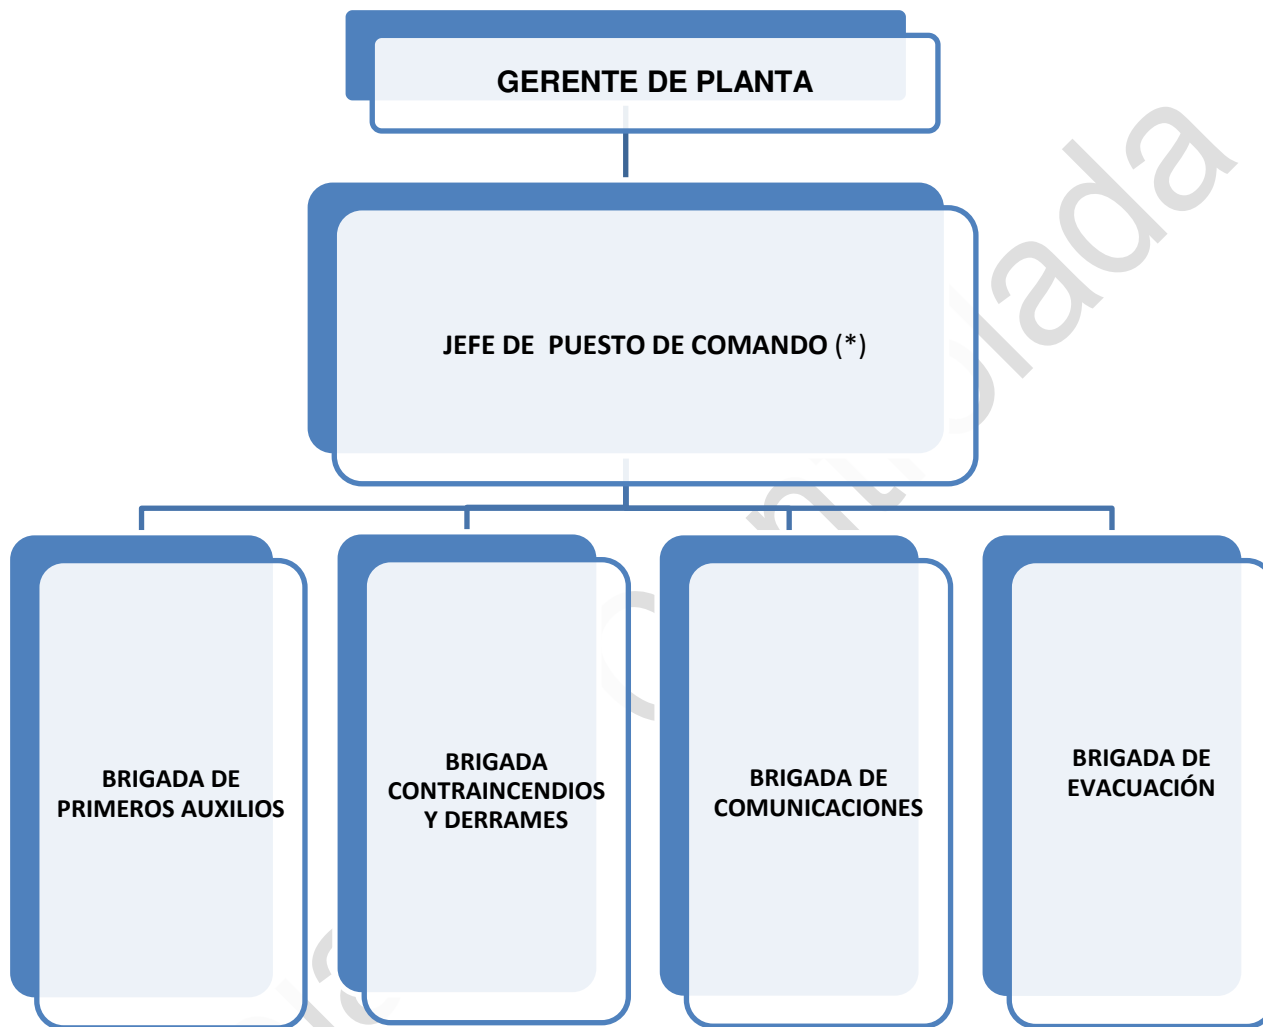 GERENTE DE PLANTA
JEFE DE PUESTO DE COMANDO (*)
BRIGADA DE
PRIMEROS AUXILIOS
BRIGADA
CONTRAINCENDIOS
Y DERRAMES
BRIGADA DE
COMUNICACIONES
BRIGADA DE
EVACUACIÓN